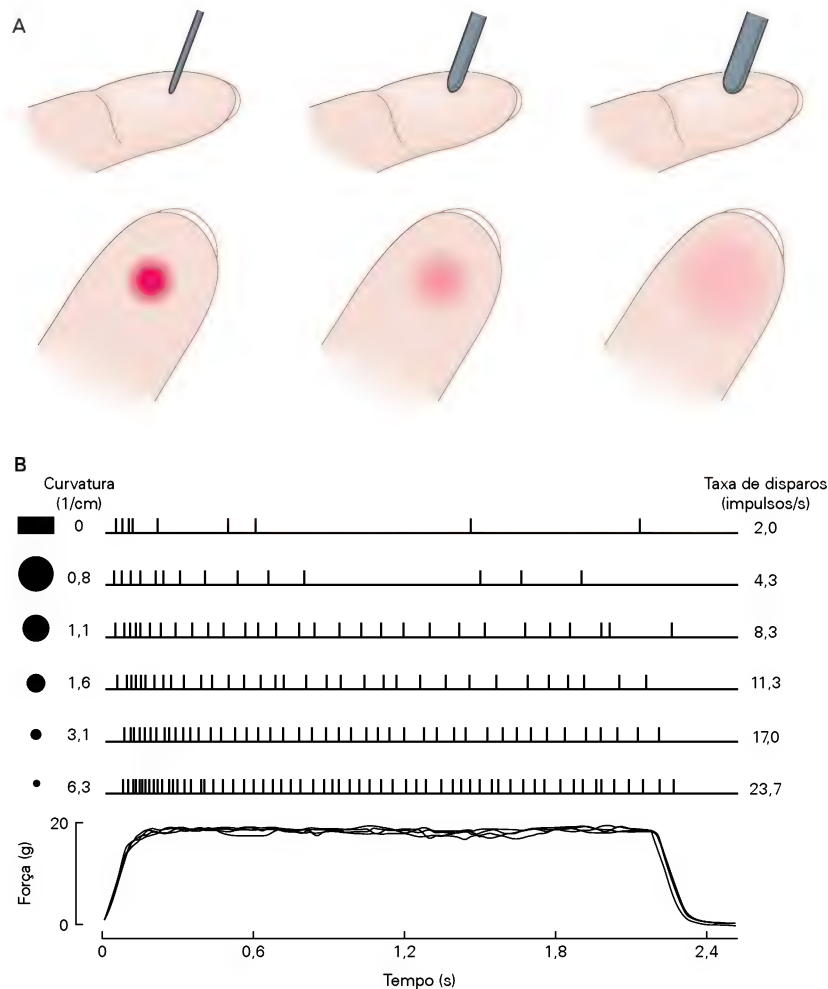 A
B
Curvatura
(1/cm)
Taxa de disparos
(impulsos/s)
0 2,0
0,8 4,3
1,1 8,3
1,6 11,3
3,1 17,0
6,3 23,7
20
Força (g)
0
0 0,6 1,2 1,8 2,4
Tempo (s)